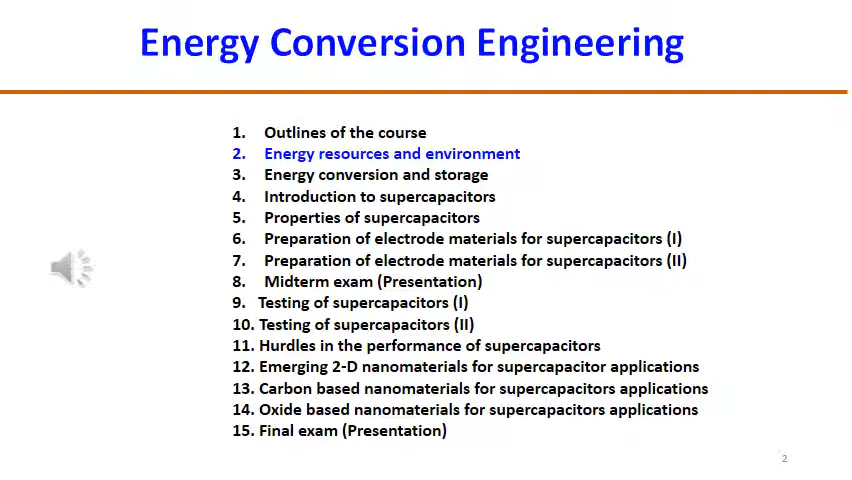 Energy Conversion Engineering
1. Outlines of the course
2. Energy resources and environment
3. Energy conversion and storage
4. Introduction to supercapacitors
5. Properties of supercapacitors
6. Preparation of electrode materials for supercapacitors (I)
7. Preparation of electrode materials for supercapacitors (II)
8. Midterm exam (Presentation)
9. Testing of supercapacitors (I)
10. Testing of supercapacitors (II)
11. Hurdles in the performance of supercapacitors
12. Emerging 2-D nanomaterials for supercapacitor applications
13. Carbon based nanomaterials for supercapacitors applications
14. Oxide based nanomaterials for supercapacitors applications
15. Final exam (Presentation)
2